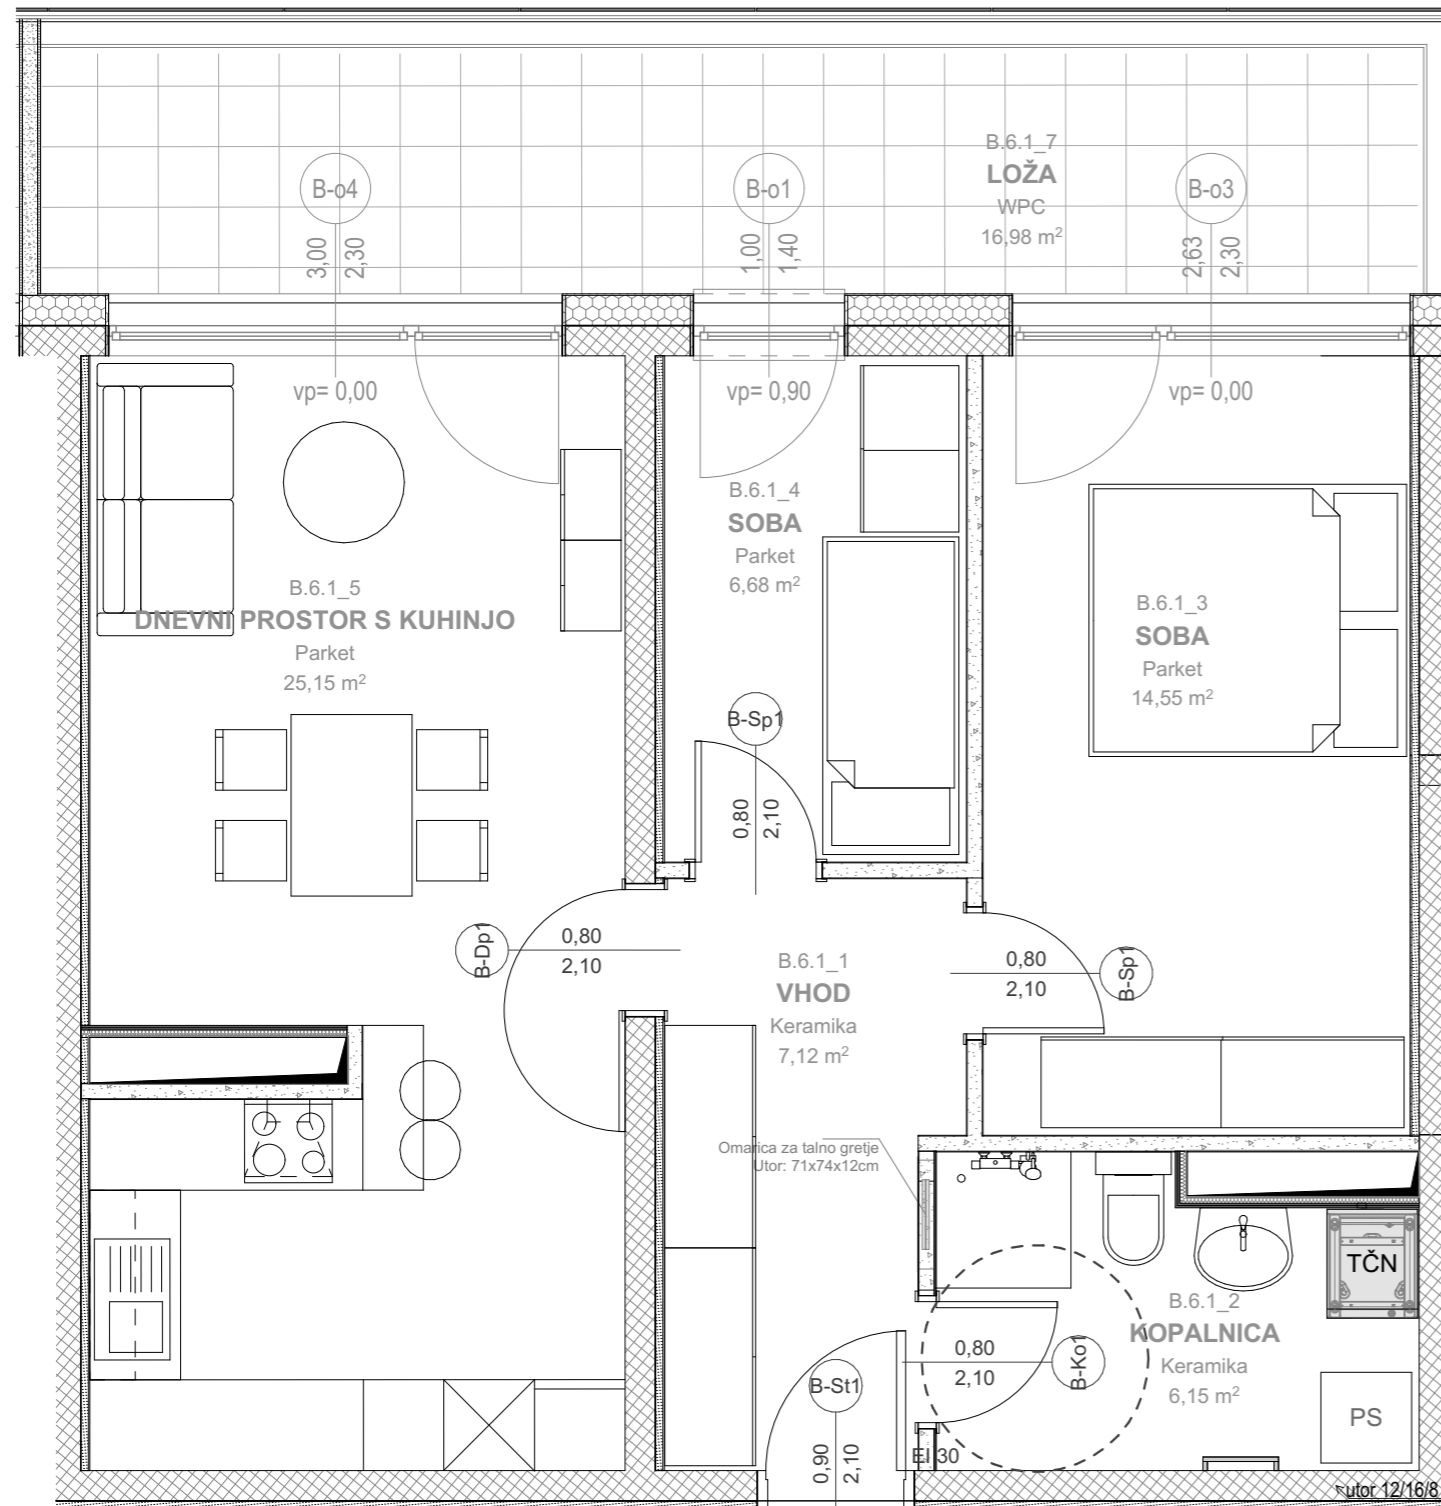 B.6.1_7
LOŽA
WPC
16,98 m²
B-o4
3,00
2,30
B-o1
1,00
1,40
B-o3
2,63
2,30
vp= 0,00
vp= 0,90
vp= 0,00
B.6.1_4
SOBA
Parket
6,68 m²
B.6.1_5
DNEVNI PROSTOR S KUHINJO
Parket
25,15 m²
B.6.1_3
SOBA
Parket
14,55 m²
B-Sp1
0,80
2,10
B-Dp1
0,80
2,10
B.6.1_1
VHOD
Keramika
7,12 m²
0,80
2,10
B-Sp1
Omarica za talno gretje
Utor: 71x74x12cm
TČN
B.6.1_2
KOPALNICA
Keramika
6,15 m²
0,80
2,10
B-Ko1
B-St1
0,90
2,10
EI 30
PS
utor 12/16/8